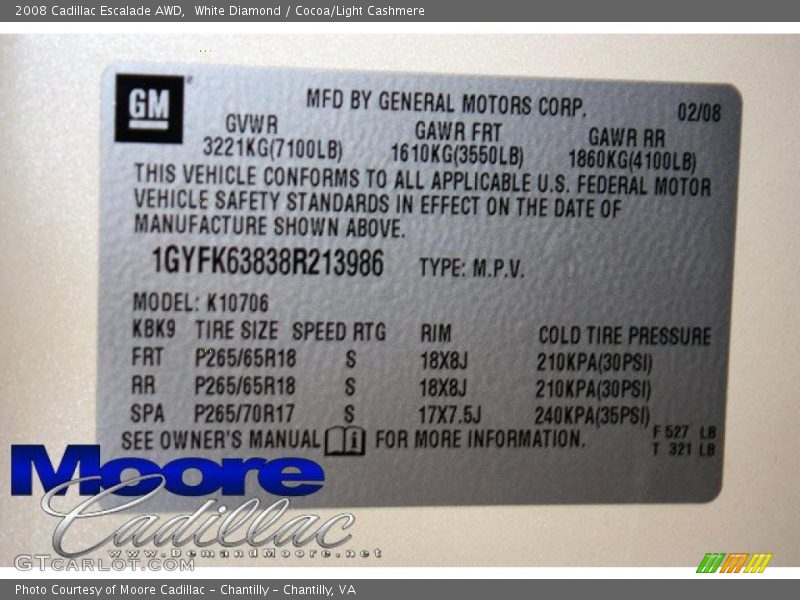 2008 Cadillac Escalade AWD, White Diamond / Cocoa/Light Cashmere
GM
MFD BY GENERAL MOTORS CORP. 02/08
GVWR GAWR FRT GAWR RR
3221KG(7100LB) 1610KG(3550LB) 1860KG(4100LB)
THIS VEHICLE CONFORMS TO ALL APPLICABLE U.S. FEDERAL MOTOR
VEHICLE SAFETY STANDARDS IN EFFECT ON THE DATE OF
MANUFACTURE SHOWN ABOVE.
1GYFK63838R213986 TYPE: M.P.V.
MODEL: K10706
KBK9 TIRE SIZE SPEED RTG RIM COLD TIRE PRESSURE
FRT P265/65R18 S 18X8J 210KPA(30PSI)
RR P265/65R18 S 18X8J 210KPA(30PSI)
SPA P265/70R17 S 17X7.5J 240KPA(35PSI)
SEE OWNER'S MANUAL FOR MORE INFORMATION.
F 527 LB
T 321 LB
Moore
Cadillac
www.DemandMoore.net
GTCARLOT.COM
Photo Courtesy of Moore Cadillac - Chantilly - Chantilly, VA